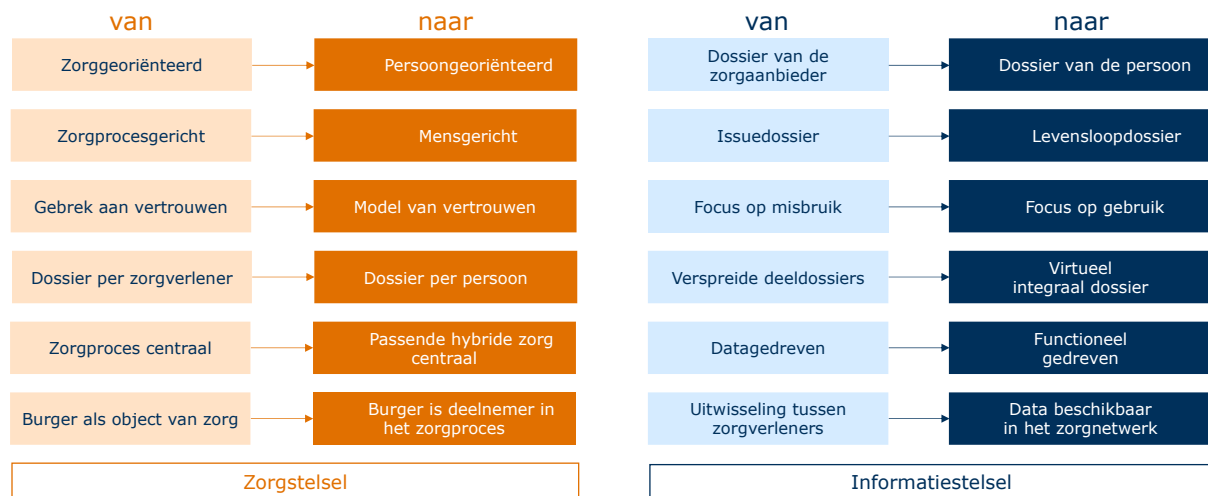 van naar
Zorggeoriënteerd Persoongeoriënteerd
Zorgprocesgericht Mensgericht
Gebrek aan vertrouwen Model van vertrouwen
Dossier per zorgverlener Dossier per persoon
Zorgproces centraal Passende hybride zorg
centraal
Burger als object van zorg Burger is deelnemer in
het zorgproces
Zorgstelsel
van naar
Dossier van de
zorgaanbieder Dossier van de persoon
Issuedossier Levensloopdossier
Focus op misbruik Focus op gebruik
Verspreide deeldossiers Virtueel
integraal dossier
Datagedreven Functioneel
gedreven
Uitwisseling tussen
zorgverleners Data beschikbaar
in het zorgnetwerk
Informatiestelsel